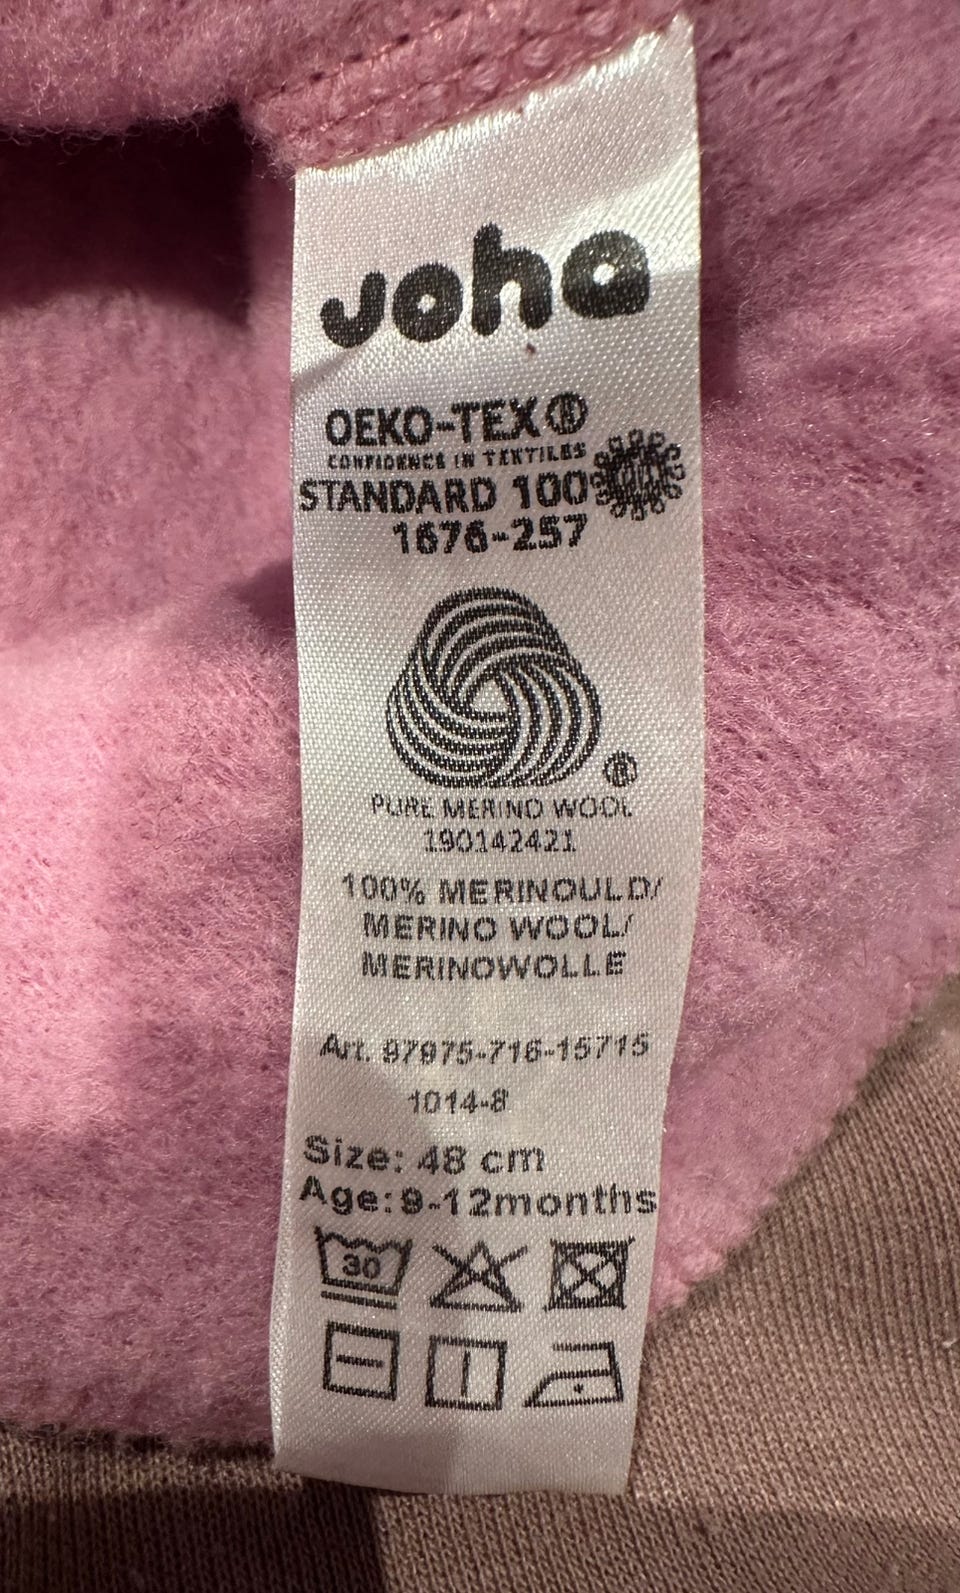 joha
OEKO-TEX®
CONFIDENCE IN TEXTILES
STANDARD 100
1676-257
®
PURE MERINO WOOL
190142421
100% MERINOULD/
MERINO WOOL/
MERINOWOLLE
Art. 97975-716-15715
1014-8
Size: 48 cm
Age:9-12months
30